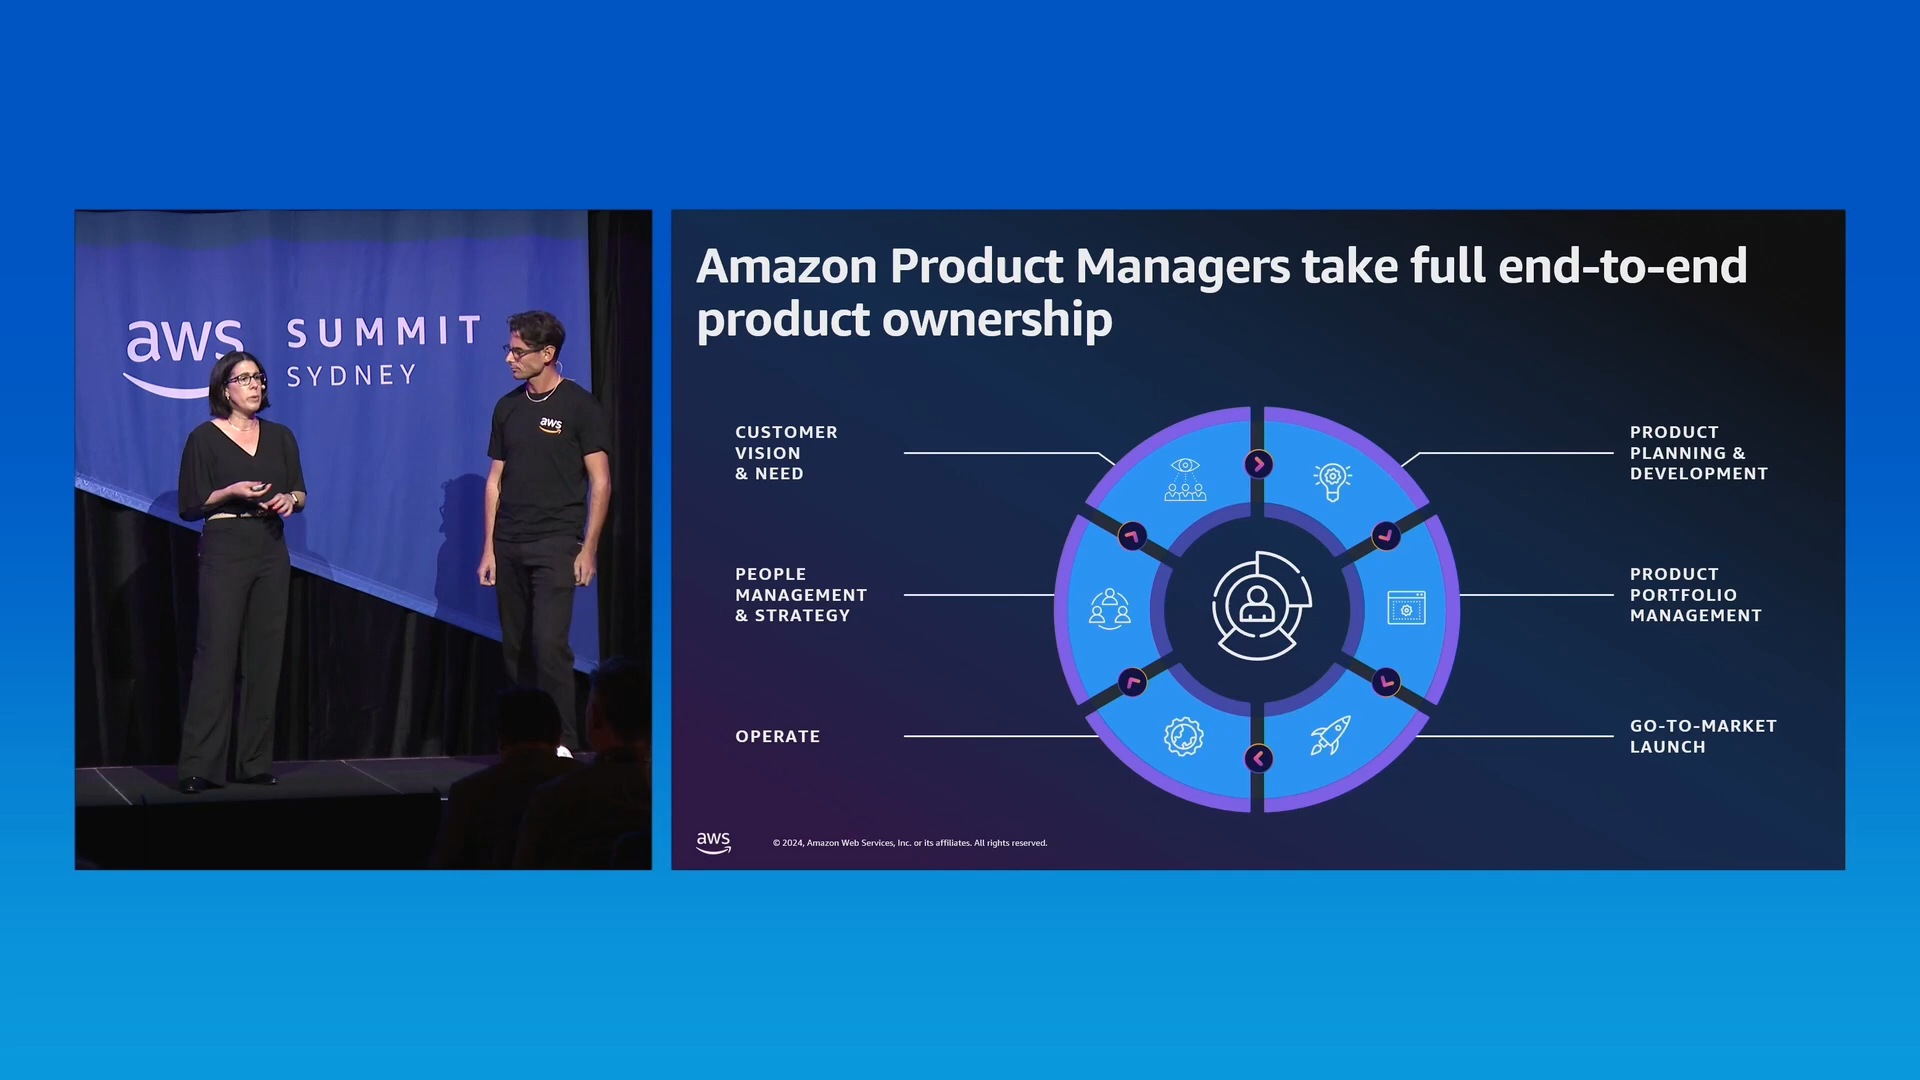 aws SUMMIT
SYDNEY
aws
Amazon Product Managers take full end-to-end
product ownership
CUSTOMER
VISION
& NEED
PEOPLE
MANAGEMENT
& STRATEGY
OPERATE
PRODUCT
PLANNING &
DEVELOPMENT
PRODUCT
PORTFOLIO
MANAGEMENT
GO-TO-MARKET
LAUNCH
aws
© 2024, Amazon Web Services, Inc. or its affiliates. All rights reserved.